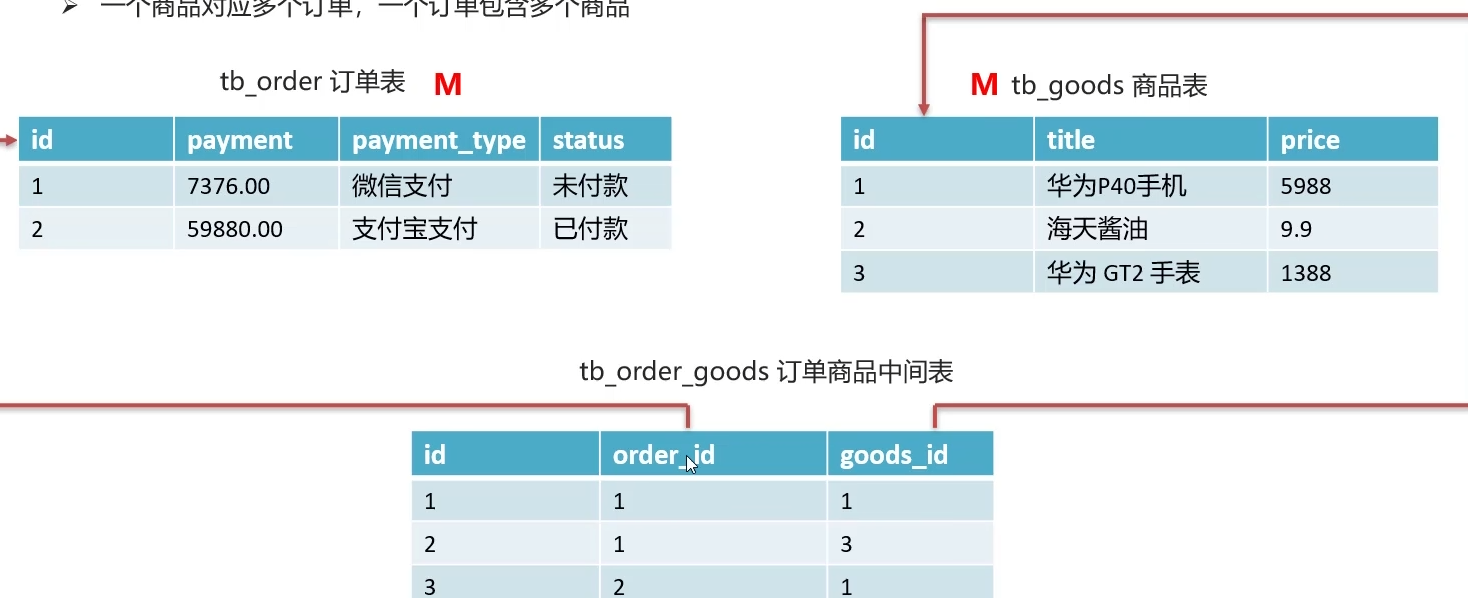 ➢ 一个商品对应多个订单，一个订单包含多个商品
tb_order 订单表 M
M tb_goods 商品表
id payment payment_type status
1 7376.00 微信支付 未付款
2 59880.00 支付宝支付 已付款
id title price
1 华为P40手机 5988
2 海天酱油 9.9
3 华为 GT2 手表 1388
tb_order_goods 订单商品中间表
id order_id goods_id
1 1 1
2 1 3
3 2 1